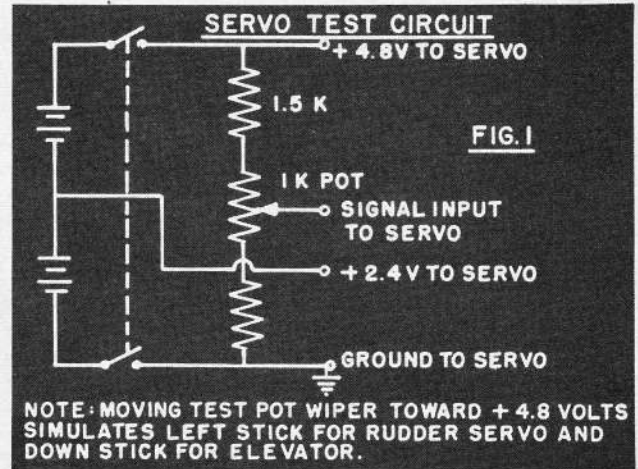 SERVO TEST CIRCUIT
+ 4.8V TO SERVO
1.5 K
FIG. 1
1K POT
SIGNAL INPUT
TO SERVO
+ 2.4 V TO SERVO
GROUND TO SERVO
NOTE: MOVING TEST POT WIPER TOWARD + 4.8 VOLTS
SIMULATES LEFT STICK FOR RUDDER SERVO AND
DOWN STICK FOR ELEVATOR.